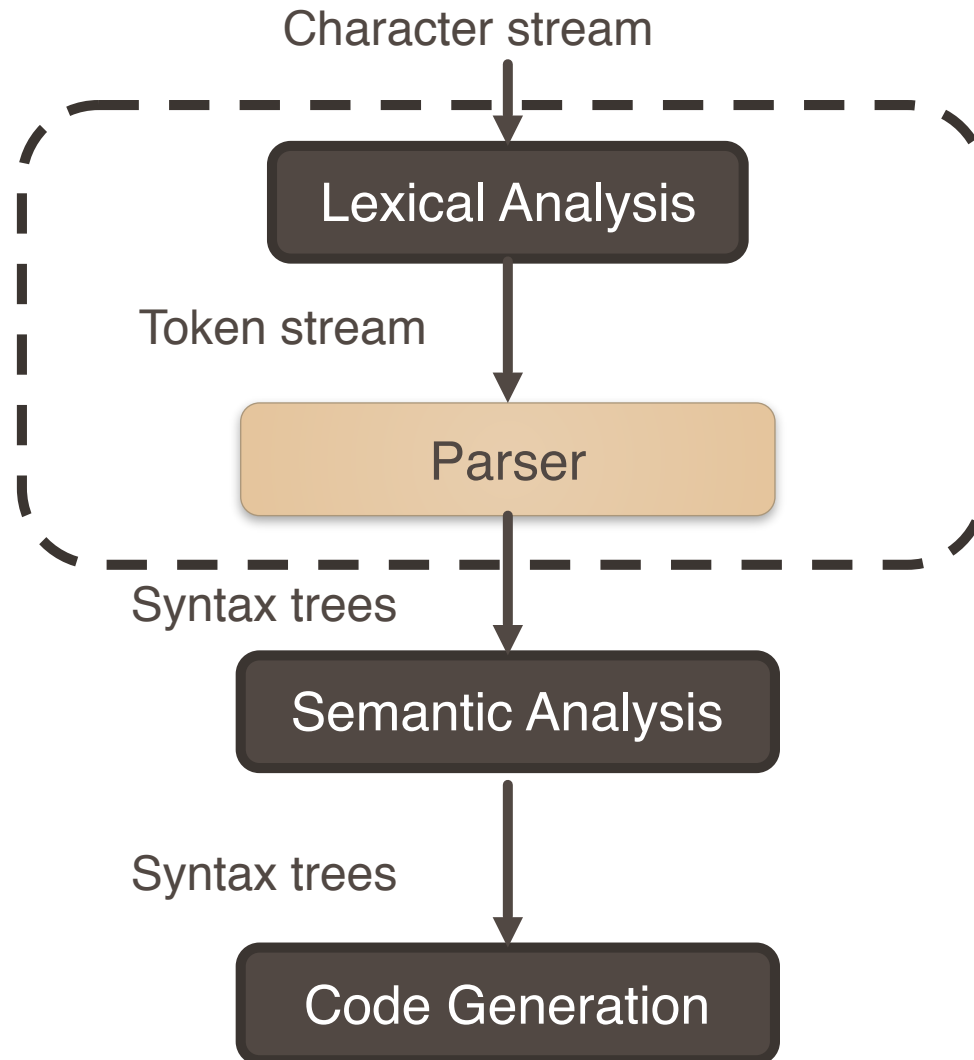 Character stream
Lexical Analysis
Token stream
Parser
Syntax trees
Semantic Analysis
Syntax trees
Code Generation